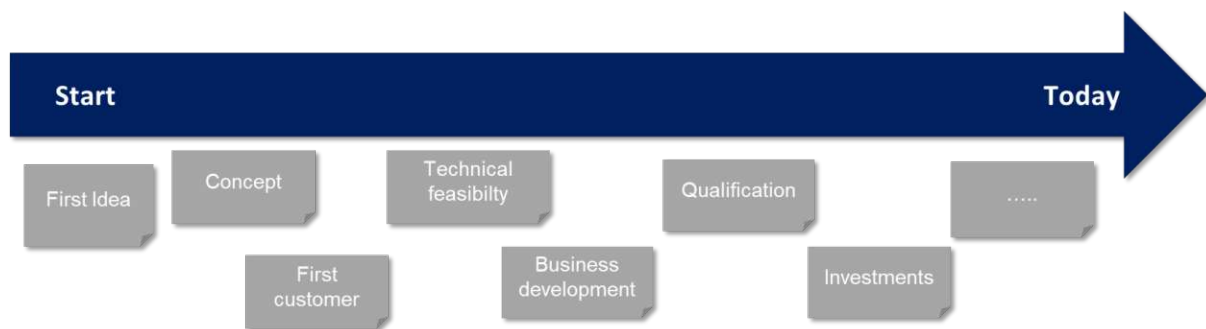 Start
Today
First Idea
Concept
First
customer
Technical
feasibilty
Business
development
Qualification
Investments
.....